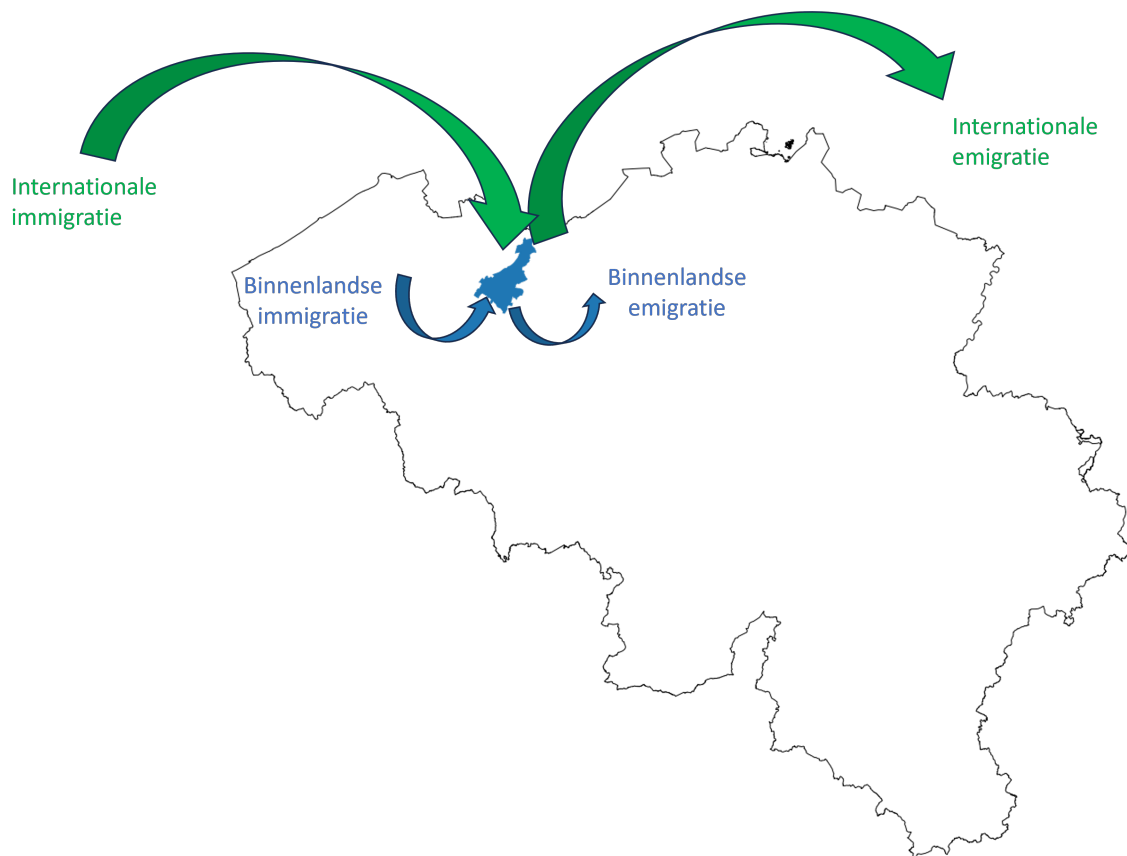 Internationale
immigratie
Internationale
emigratie
Binnenlandse
immigratie
Binnenlandse
emigratie